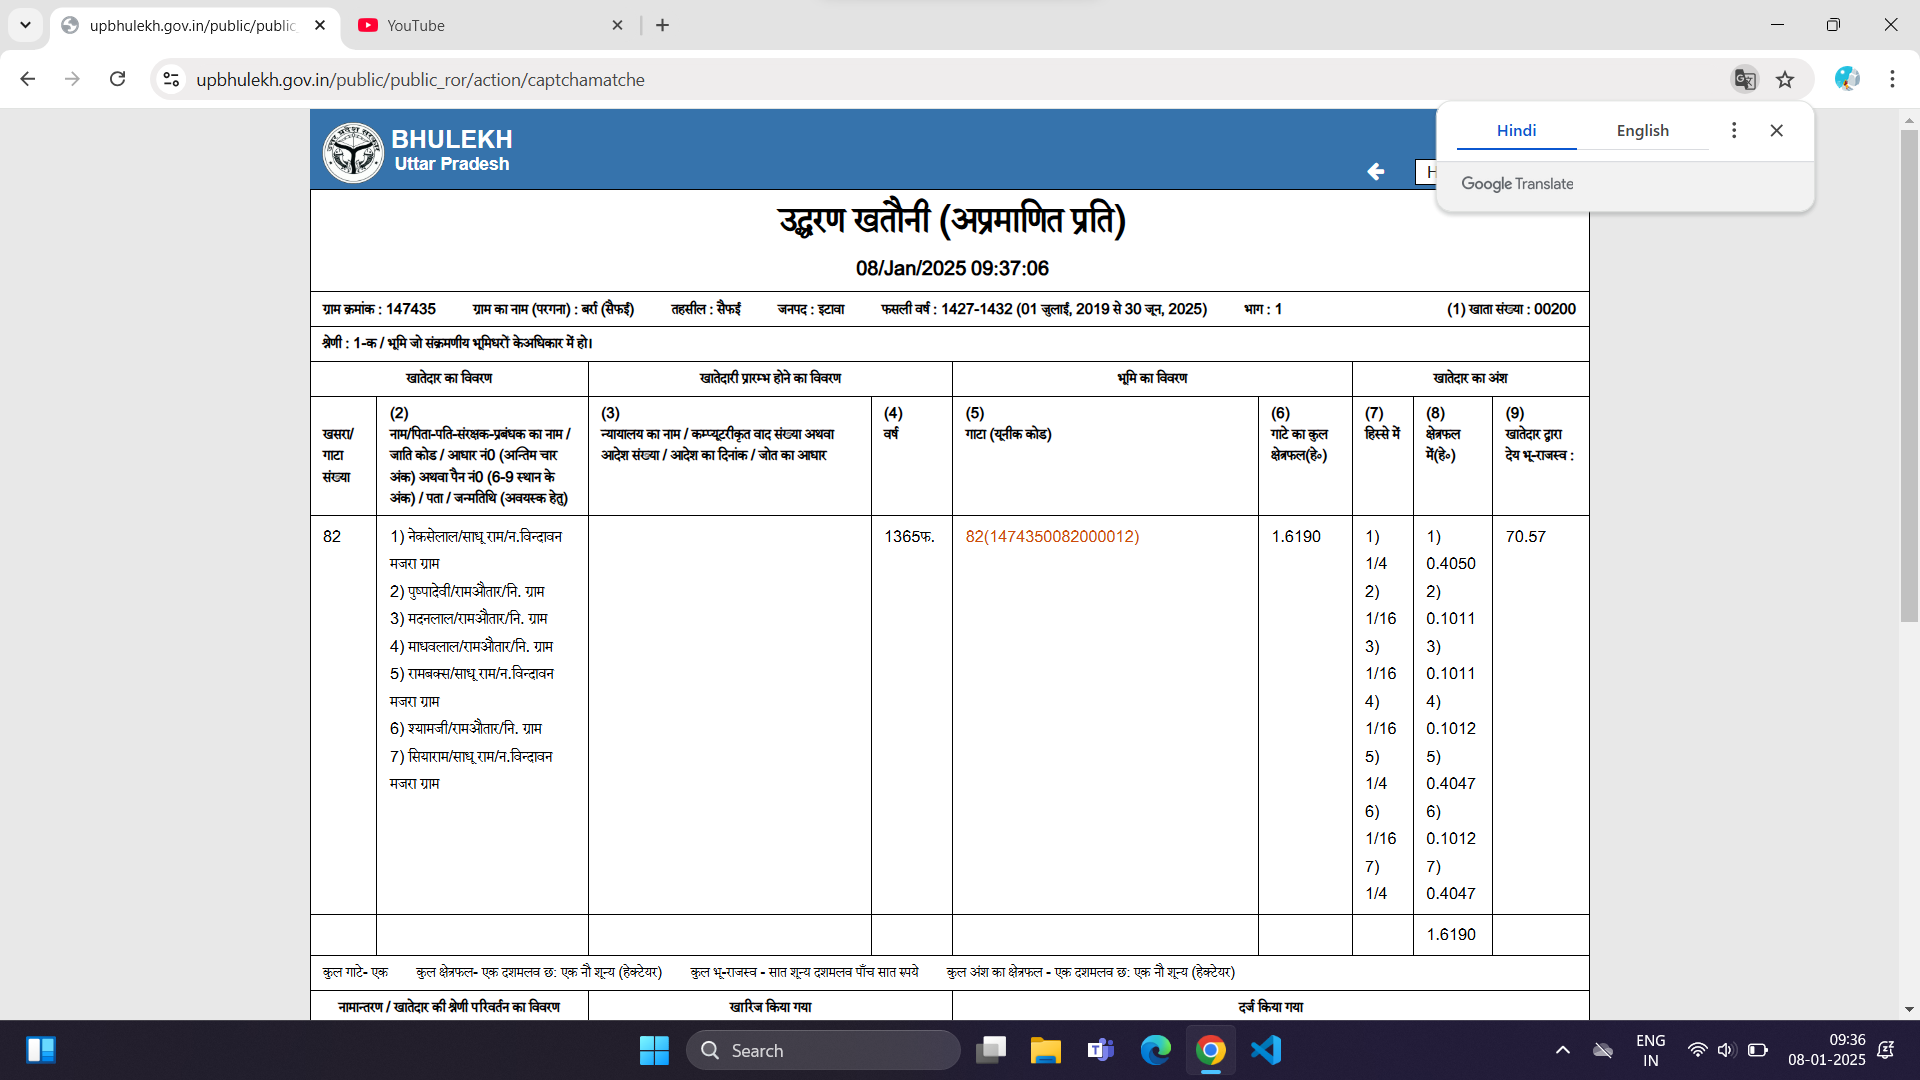 upbhulekh.gov.in/public/public_
YouTube
upbhulekh.gov.in/public/public_ror/action/captchamatche
Hindi
English
Google Translate
BHULEKH
Uttar Pradesh
उद्धरण खतौनी (अप्रमाणित प्रति)
08/Jan/2025 09:37:06
ग्राम क्रमांक : 147435 ग्राम का नाम (परगना) : बर्रा (सैफई) तहसील : सैफई जनपद : इटावा फसली वर्ष : 1427-1432 (01 जुलाई, 2019 से 30 जून, 2025) भाग : 1 (1) खाता संख्या : 00200
श्रेणी : 1-क / भूमि जो संक्रमणीय भूमिधरों केअधिकार में हो।
खातेदार का विवरण खातेदारी प्रारम्भ होने का विवरण भूमि का विवरण खातेदार का अंश
खसरा/
गाटा
संख्या
(2)
नाम/पिता-पति-संरक्षक-प्रबंधक का नाम /
जाति कोड / आधार नं0 (अन्तिम चार
अंक) अथवा पैन नं0 (6-9 स्थान के
अंक) / पता / जन्मतिथि (अवयस्क हेतु)
(3)
न्यायालय का नाम / कम्प्यूटरीकृत वाद संख्या अथवा
आदेश संख्या / आदेश का दिनांक / जोत का आधार
(4)
वर्ष
(5)
गाटा (यूनीक कोड)
(6)
गाटे का कुल
क्षेत्रफल(हे०)
(7)
हिस्से में
(8)
क्षेत्रफल
में(हे०)
(9)
खातेदार द्वारा
देय भू-राजस्व :
82
1) नेकसेलाल/साधू राम/न.विन्दावन
मजरा ग्राम
2) पुष्पादेवी/रामऔतार/नि. ग्राम
3) मदनलाल/रामऔतार/नि. ग्राम
4) माधवलाल/रामऔतार/नि. ग्राम
5) रामबक्स/साधू राम/न.विन्दावन
मजरा ग्राम
6) श्यामजी/रामऔतार/नि. ग्राम
7) सियाराम/साधू राम/न.विन्दावन
मजरा ग्राम
1365फ.
82(1474350082000012)
1.6190
1)
1/4
2)
1/16
3)
1/16
4)
1/16
5)
1/4
6)
1/16
7)
1/4
1)
0.4050
2)
0.1011
3)
0.1011
4)
0.1012
5)
0.4047
6)
0.1012
7)
0.4047
70.57
1.6190
कुल गाटे- एक़ कुल क्षेत्रफल- एक दशमलव छ: एक नौ शून्य (हेक्टेयर) कुल भू-राजस्व - सात शून्य दशमलव पाँच सात रूपये कुल अंश का क्षेत्रफल - एक दशमलव छ: एक नौ शून्य (हेक्टेयर)
नामान्तरण / खातेदार की श्रेणी परिवर्तन का विवरण खारिज किया गया दर्ज किया गया
Search
ENG
IN
09:36
08-01-2025